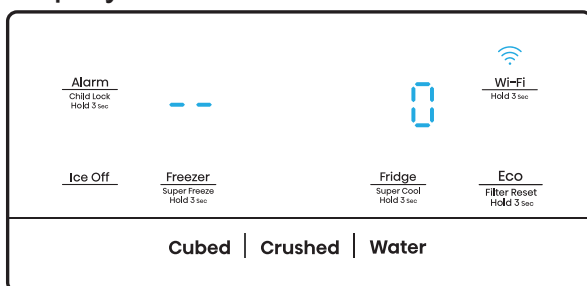 Alarm
Child Lock
Hold 3 Sec
-- 0
Wi-Fi
Hold 3 Sec
Ice Off
Freezer
Super Freeze
Hold 3 Sec
Fridge
Super Cool
Hold 3 Sec
Eco
Filter Reset
Hold 3 Sec
Cubed | Crushed | Water